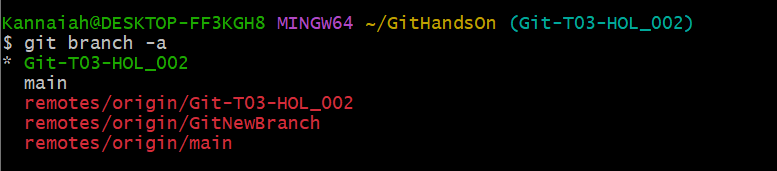 Kannaiah@DESKTOP-FF3KGH8 MINGW64 ~/GitHandsOn (Git-T03-HOL_002)
$ git branch -a
* Git-T03-HOL_002
  main
  remotes/origin/Git-T03-HOL_002
  remotes/origin/GitNewBranch
  remotes/origin/main